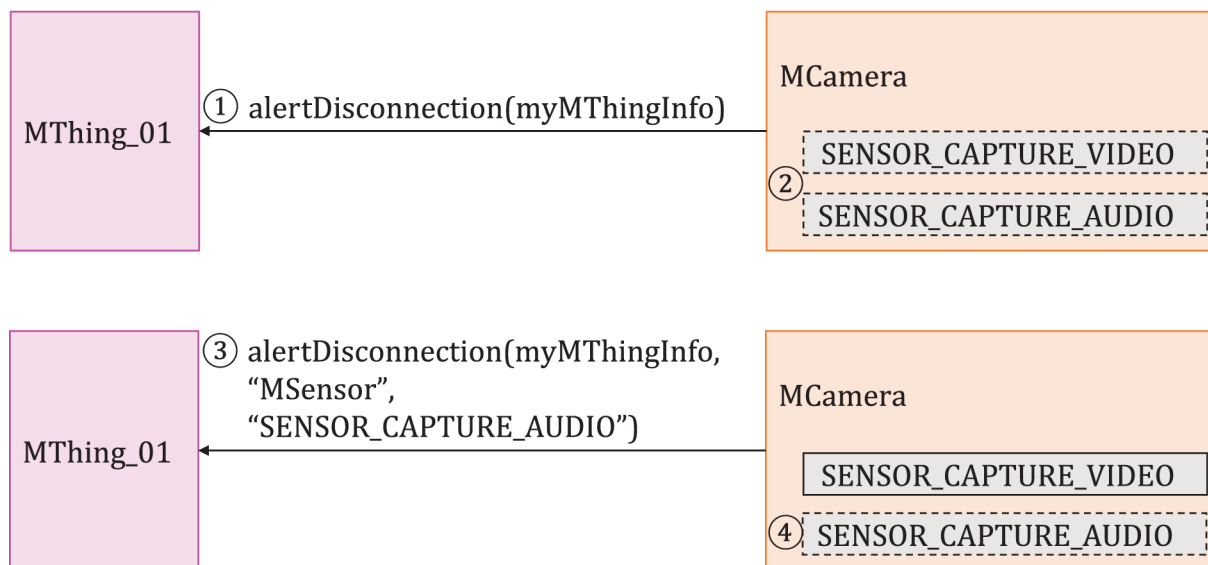 MThing_01
① alertDisconnection(myMThingInfo)
MCamera
SENSOR_CAPTURE_VIDEO
②
SENSOR_CAPTURE_AUDIO
MThing_01
③ alertDisconnection(myMThingInfo,
“MSensor”,
“SENSOR_CAPTURE_AUDIO”)
MCamera
SENSOR_CAPTURE_VIDEO
④ SENSOR_CAPTURE_AUDIO